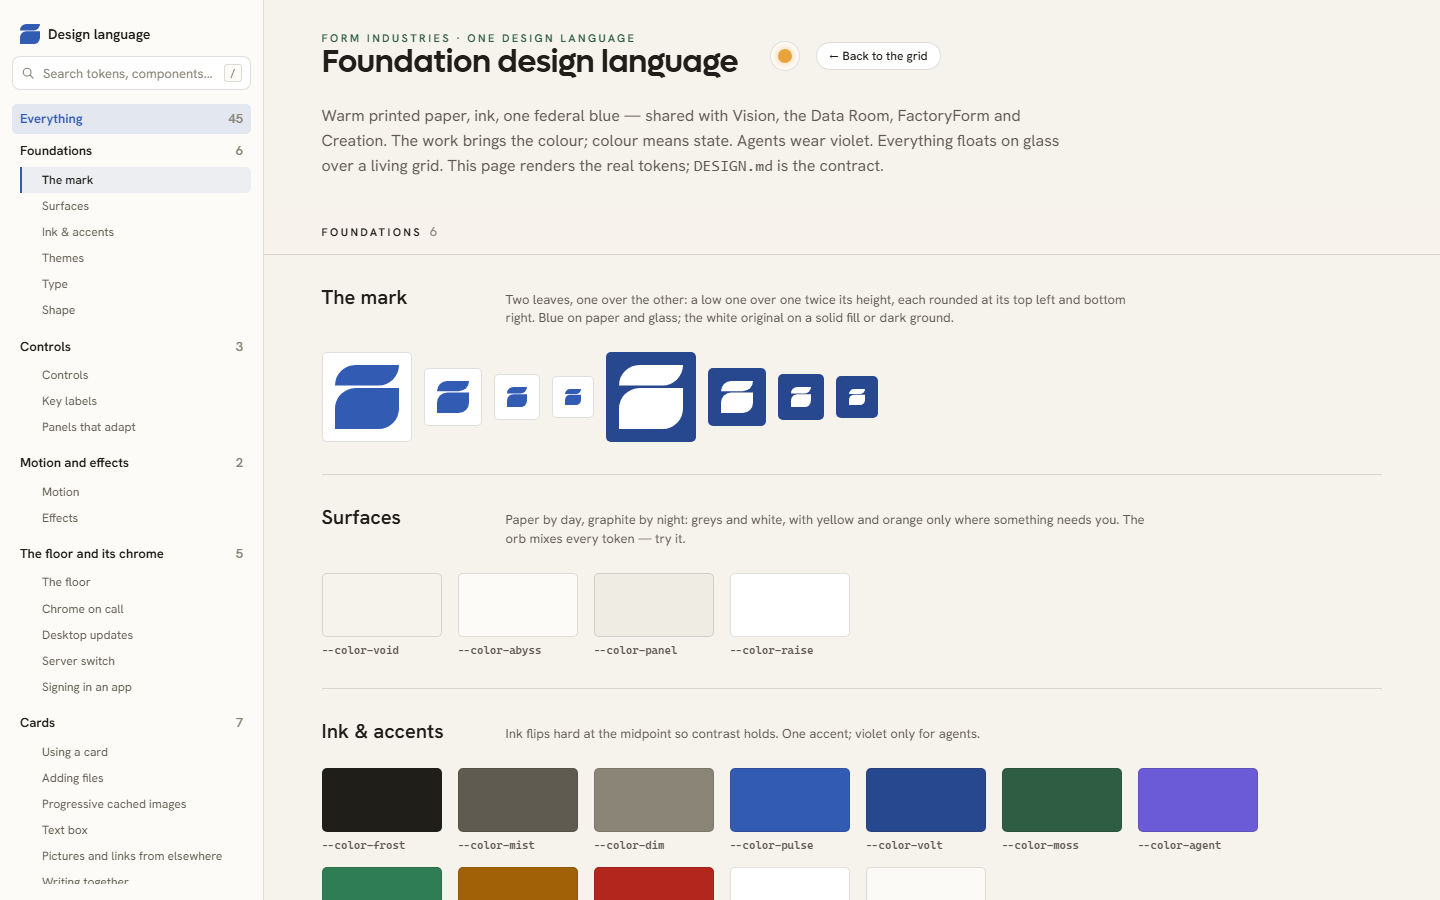 Design language
Search tokens, components... /
Everything 45
Foundations 6
The mark
Surfaces
Ink & accents
Themes
Type
Shape
Controls 3
Controls
Key labels
Panels that adapt
Motion and effects 2
Motion
Effects
The floor and its chrome 5
The floor
Chrome on call
Desktop updates
Server switch
Signing in an app
Cards 7
Using a card
Adding files
Progressive cached images
Text box
Pictures and links from elsewhere
Writing together
FORM INDUSTRIES · ONE DESIGN LANGUAGE
Foundation design language
← Back to the grid
Warm printed paper, ink, one federal blue — shared with Vision, the Data Room, FactoryForm and
Creation. The work brings the colour; colour means state. Agents wear violet. Everything floats on glass
over a living grid. This page renders the real tokens; DESIGN.md is the contract.
FOUNDATIONS 6
The mark
Two leaves, one over the other: a low one over one twice its height, each rounded at its top left and bottom
right. Blue on paper and glass; the white original on a solid fill or dark ground.
Surfaces
Paper by day, graphite by night: greys and white, with yellow and orange only where something needs you. The
orb mixes every token — try it.
--color-void
--color-abyss
--color-panel
--color-raise
Ink & accents
Ink flips hard at the midpoint so contrast holds. One accent; violet only for agents.
--color-frost
--color-mist
--color-dim
--color-pulse
--color-volt
--color-moss
--color-agent